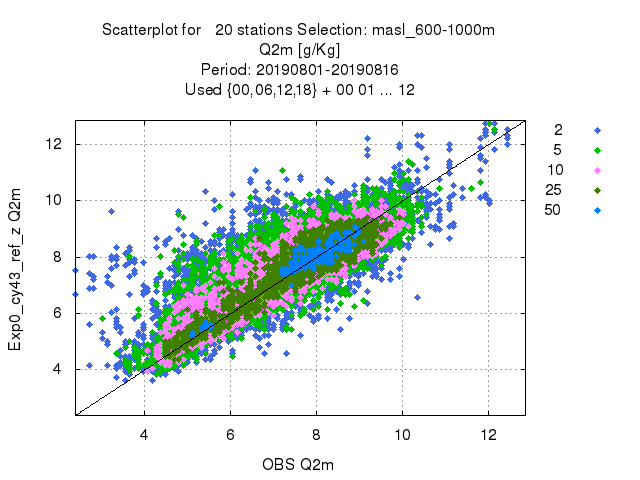 Scatterplot for 20 stations Selection: masl_600-1000m
Q2m [g/Kg]
Period: 20190801-20190816
Used {00,06,12,18} + 00 01 ... 12
2
5
10
25
50
12
10
8
6
4
Exp0_cy43_ref_z Q2m
4 6 8 10 12
OBS Q2m